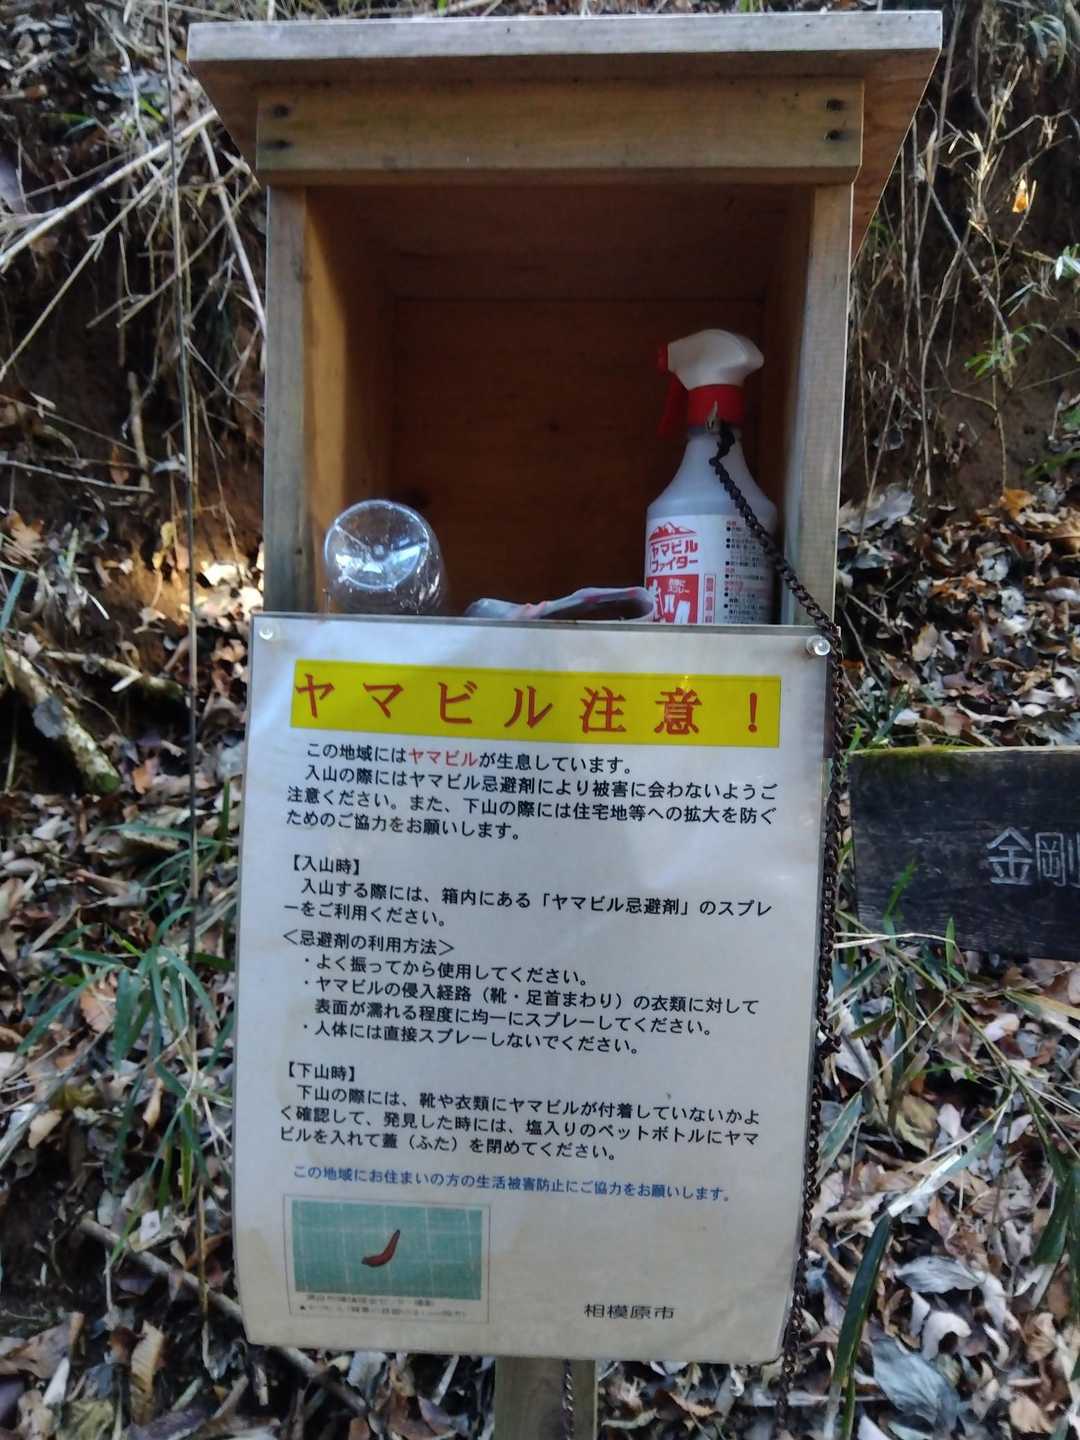 ヤマビル
ファイター
ヤマビル注意!
この地域にはヤマビルが生息しています。
入山の際にはヤマビル忌避剤により被害に会わないようご
注意ください。また、下山の際には住宅地等への拡大を防ぐ
ためのご協力をお願いします。
【入山時】
入山する際には、箱内にある「ヤマビル忌避剤」のスプレ
ーをご利用ください。
＜忌避剤の利用方法＞
・よく振ってから使用してください。
・ヤマビルの侵入経路（靴・足首まわり）の衣類に対して
表面が濡れる程度に均一にスプレーしてください。
・人体には直接スプレーしないでください。
【下山時】
下山の際には、靴や衣類にヤマビルが付着していないかよ
く確認して、発見した時には、塩入りのペットボトルにヤマ
ビルを入れて蓋（ふた）を閉めてください。
この地域にお住まいの方の生活被害防止にご協力をお願いします。
相模原市
金剛